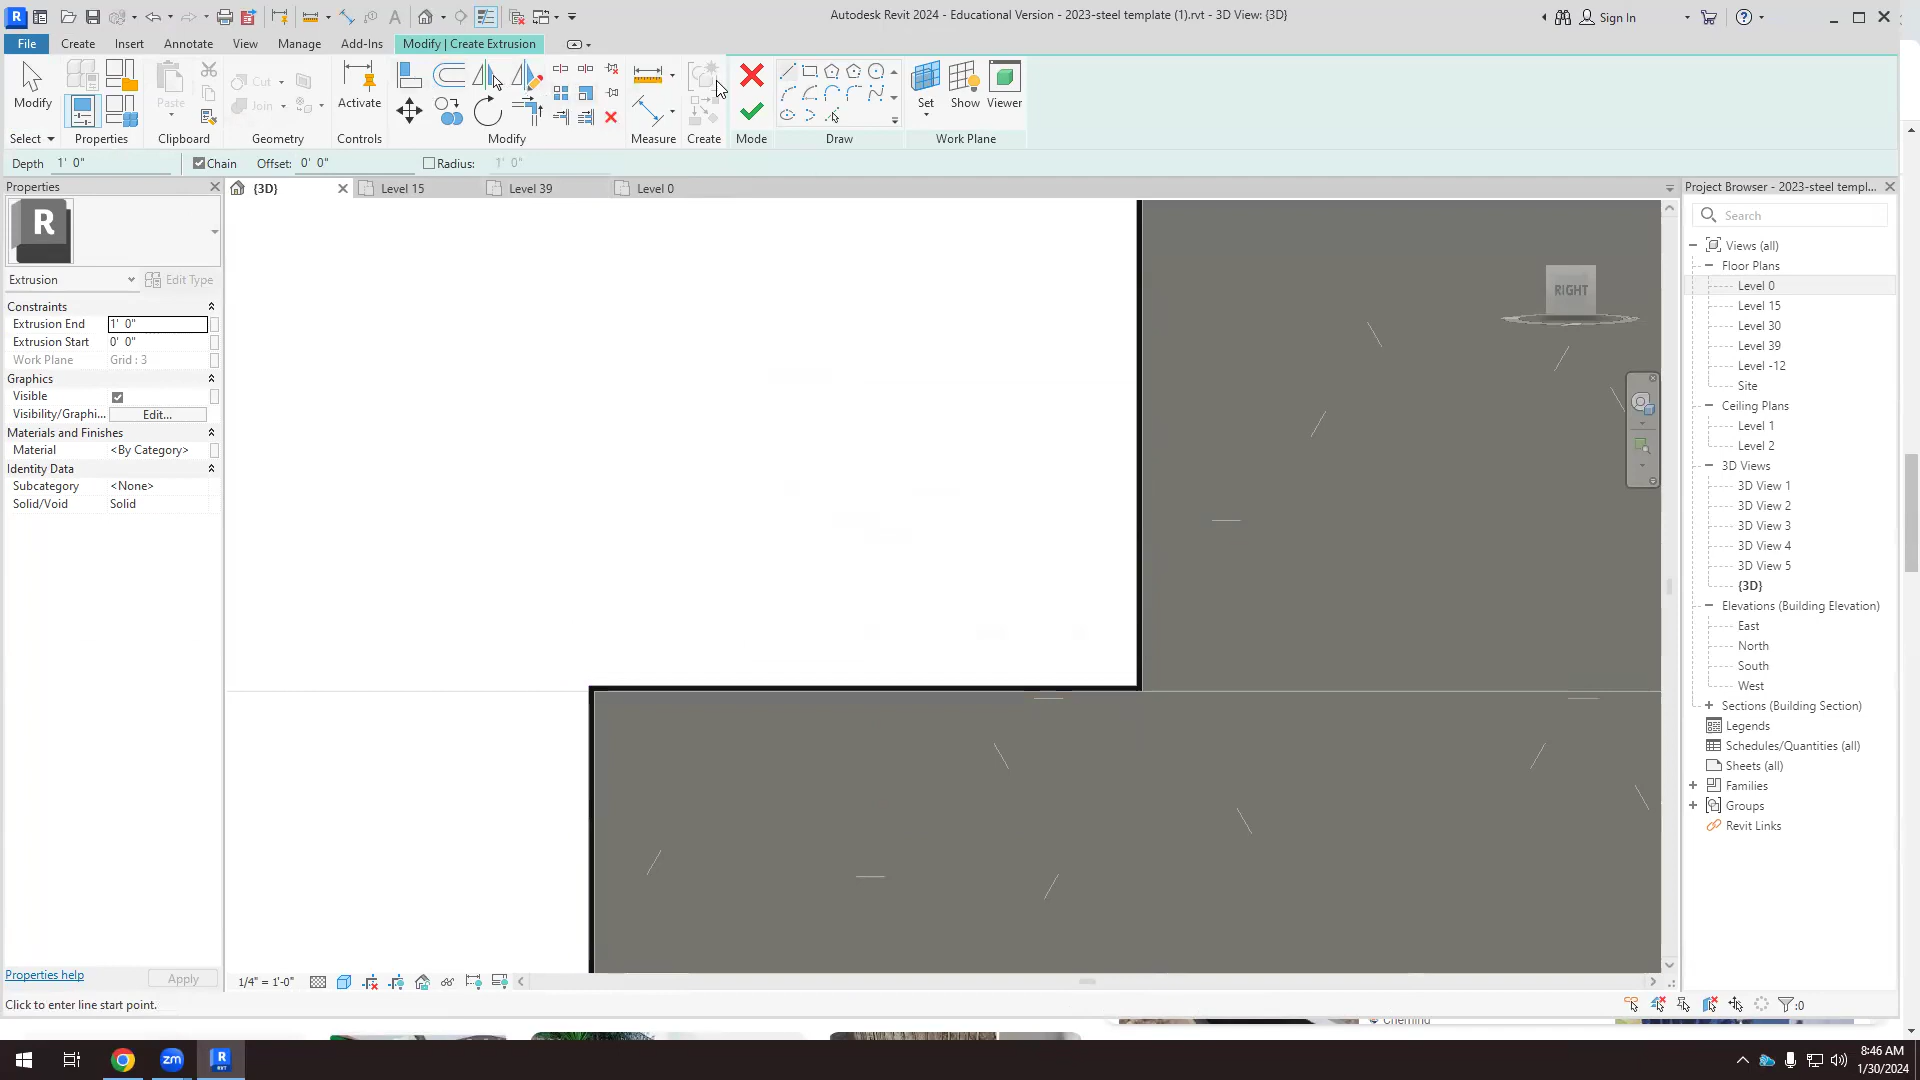 Autodesk Revit 2024 - Educational Version - 2023-steel template (1).rvt - 3D View: {3D}
Sign In
File
Create
Insert
Annotate
View
Manage
Add-Ins
Modify | Create Extrusion
Modify
Paste
Cut
Join
Activate
Set
Show
Viewer
Select
Properties
Clipboard
Geometry
Controls
Modify
Measure
Create
Mode
Draw
Work Plane
Depth 1' 0"
Chain
Offset: 0' 0"
Radius: 1' 0"
Properties
{3D}
Level 15
Level 39
Level 0
Project Browser - 2023-steel templ...
R
Search
Extrusion
Edit Type
Constraints
Extrusion End 1' 0"
Extrusion Start 0' 0"
Work Plane Grid : 3
Graphics
Visible
Visibility/Graphi... Edit...
Materials and Finishes
Material <By Category>
Identity Data
Subcategory <None>
Solid/Void Solid
RIGHT
Views (all)
Floor Plans
Level 0
Level 15
Level 30
Level 39
Level -12
Site
Ceiling Plans
Level 1
Level 2
3D Views
3D View 1
3D View 2
3D View 3
3D View 4
3D View 5
{3D}
Elevations (Building Elevation)
East
North
South
West
Sections (Building Section)
Legends
Schedules/Quantities (all)
Sheets (all)
Families
Groups
Revit Links
Properties help
Apply
1/4" = 1'-0"
Click to enter line start point.
:0
zm
R
RVT
8:46 AM
1/30/2024